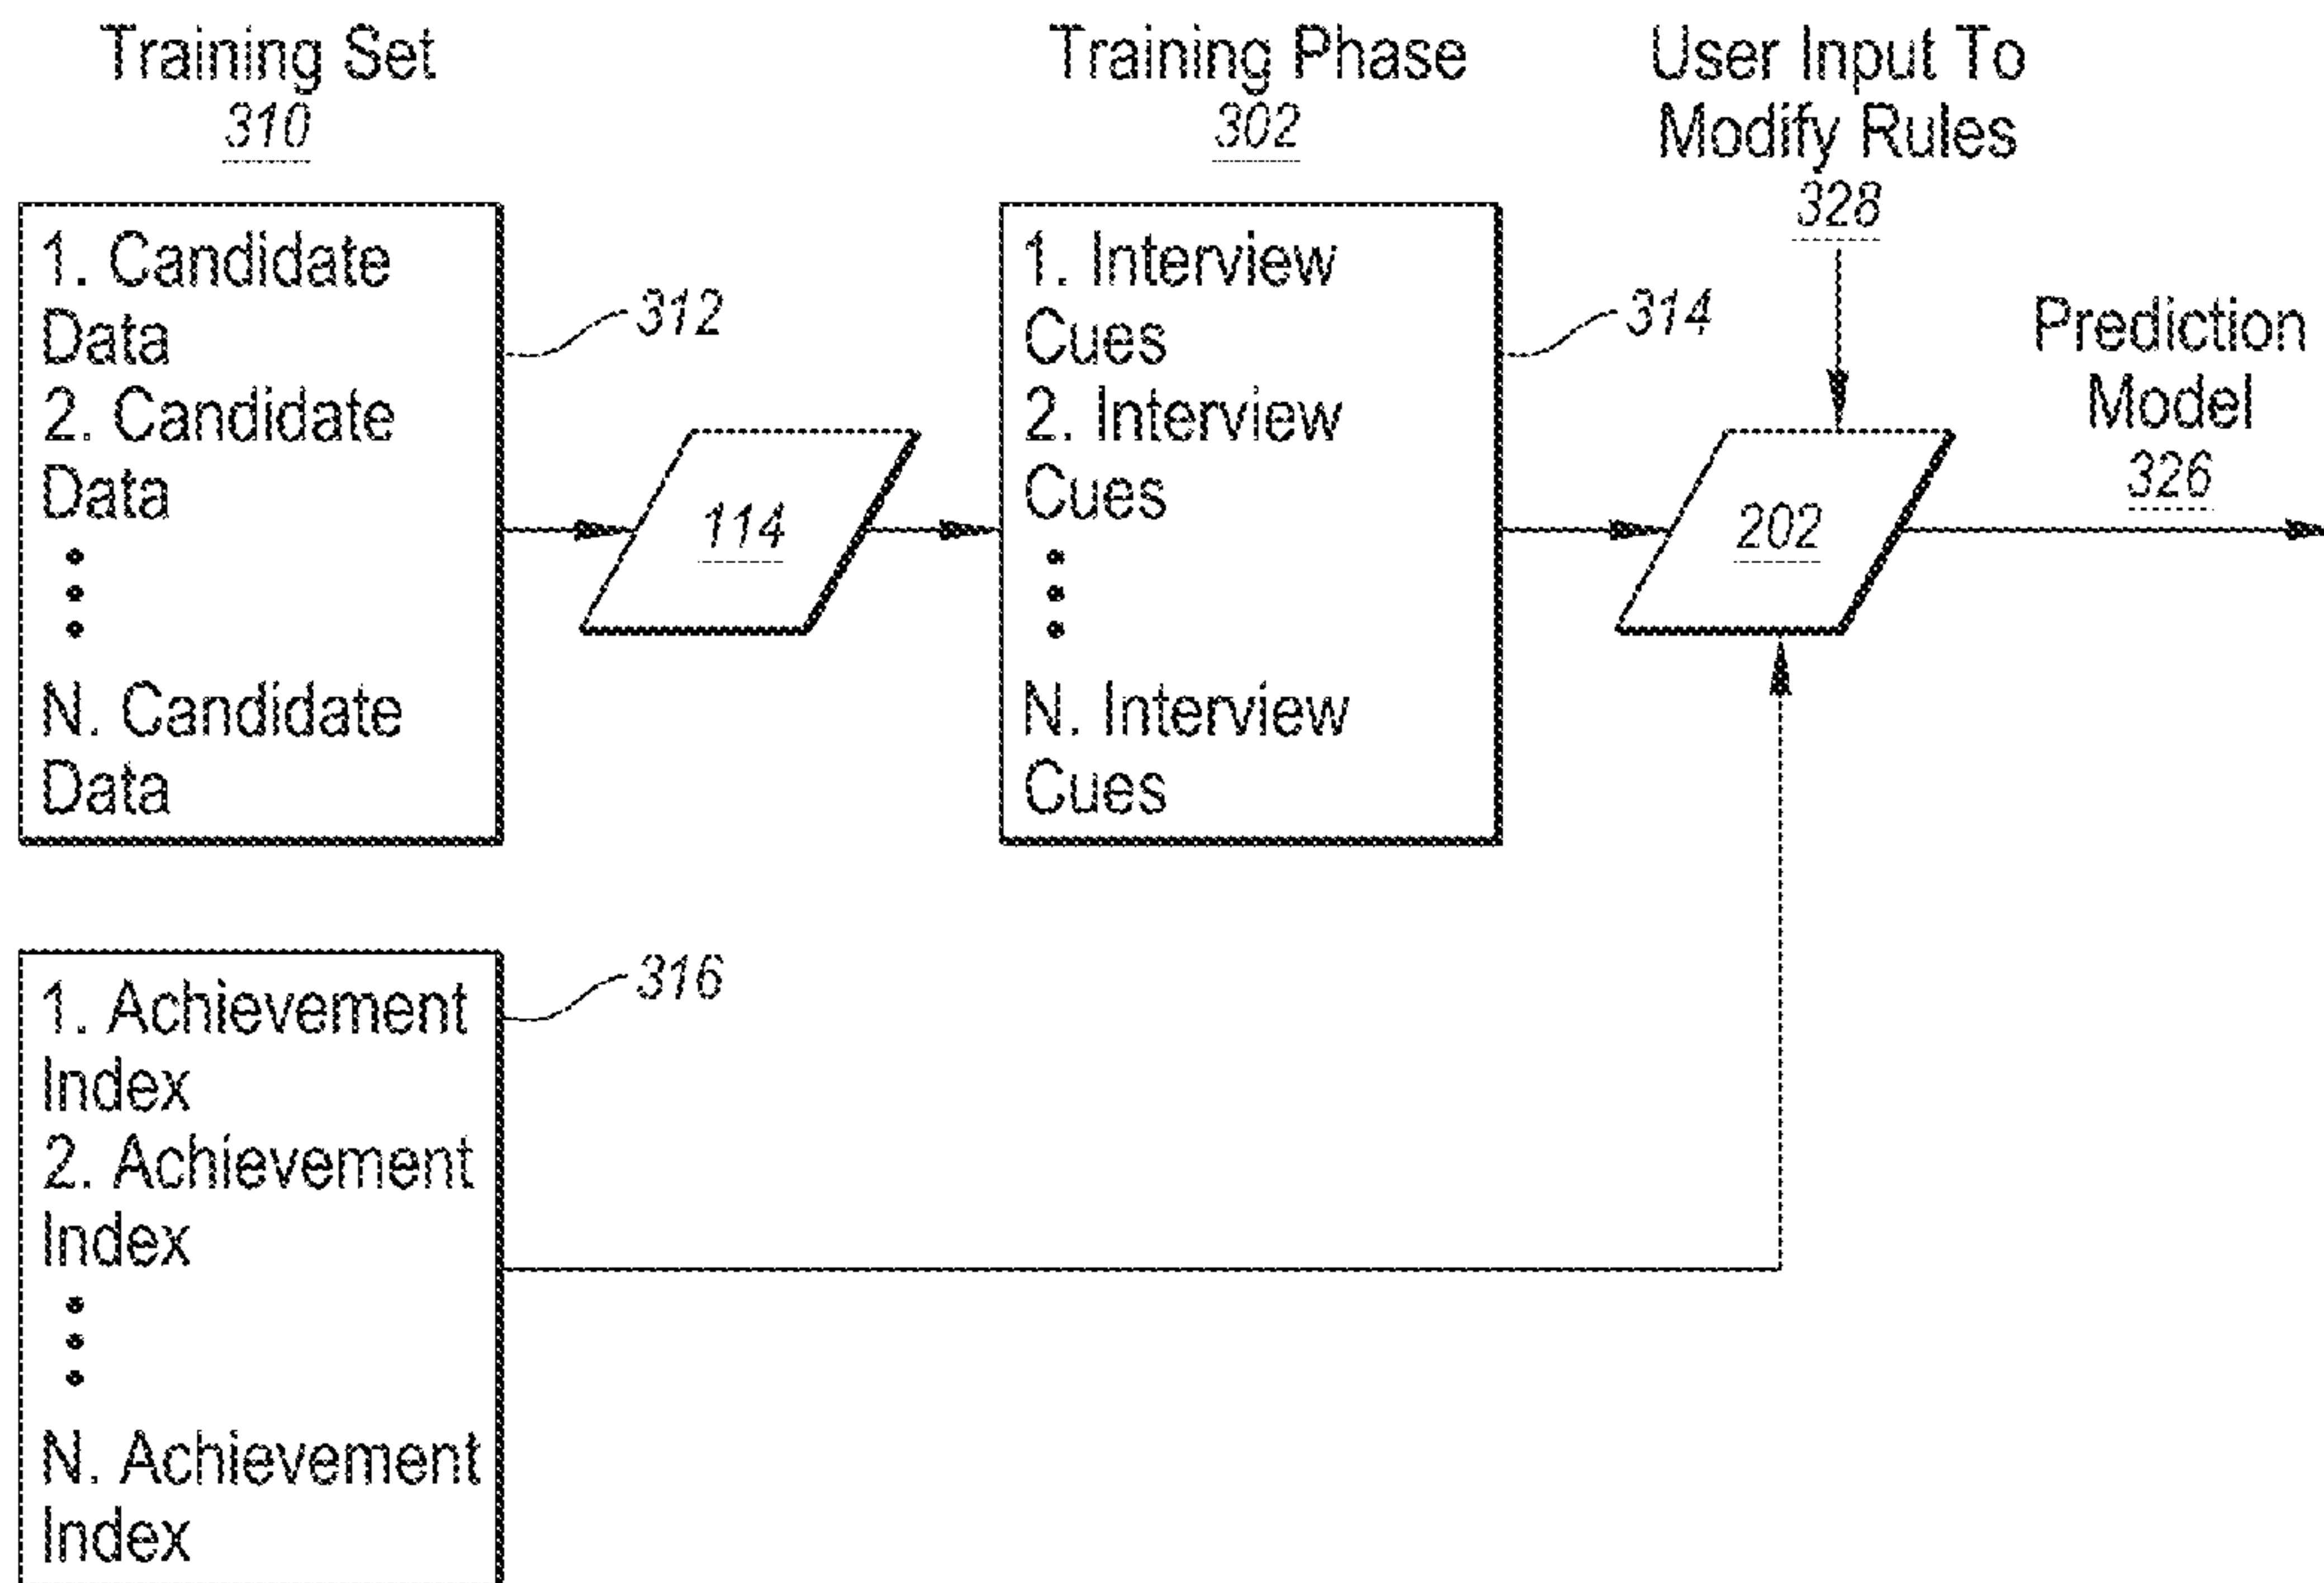 Training Set
310
Training Phase
302
User Input To
Modify Rules
328
1. Candidate
Data
2. Candidate
Data
N. Candidate
Data
312
114
1. Interview
Cues
2. Interview
Cues
N. Interview
Cues
314
202
Prediction
Model
326
1. Achievement
Index
2. Achievement
Index
N. Achievement
Index
316